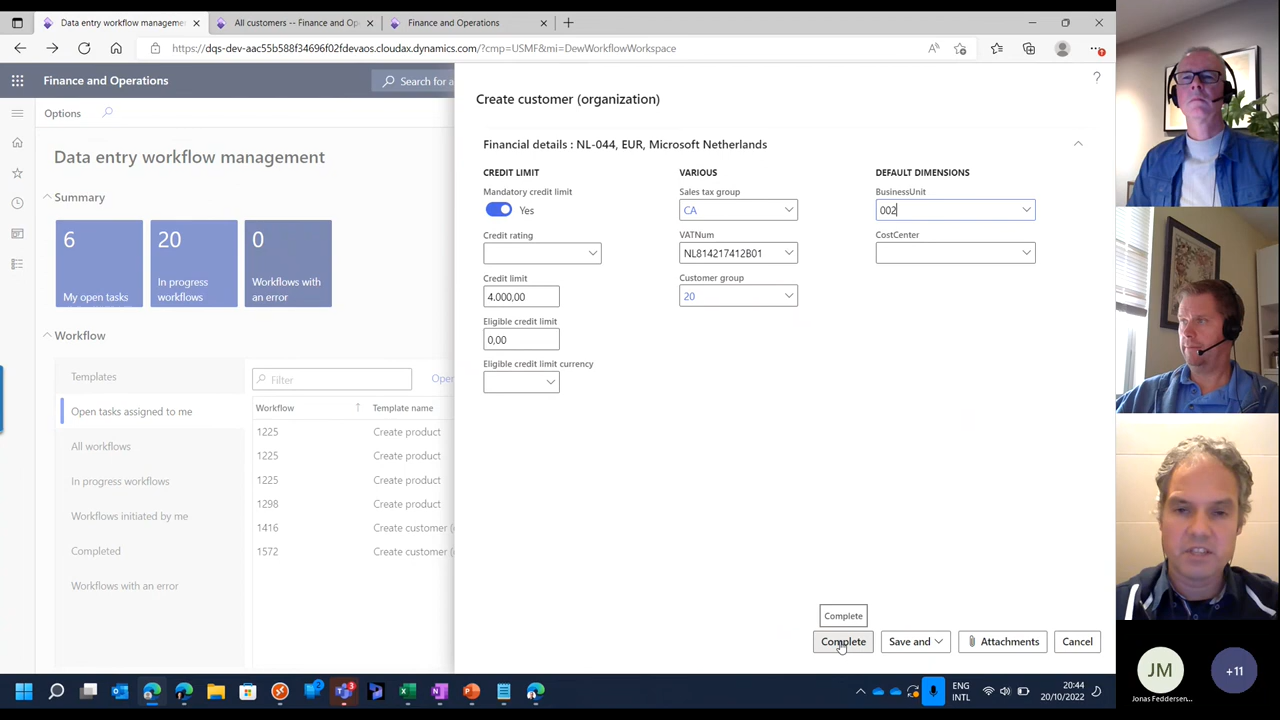 Data entry workflow manageme
All customers -- Finance and Op
Finance and Operations
https://dqs-dev-aac55b588f34696f02fdevaos.cloudax.dynamics.com/?cmp=USMF&mi=DewWorkflowWorkspace
Finance and Operations
Search for a
Options
Data entry workflow management
Summary
6
My open tasks
20
In progress
workflows
0
Workflows with
an error
Workflow
Templates
Open tasks assigned to me
All workflows
In progress workflows
Workflows initiated by me
Completed
Workflows with an error
Filter
Oper
Workflow
Template name
1225
Create product
1225
Create product
1225
Create product
1298
Create product
1416
Create customer (
1572
Create customer (
?
Create customer (organization)
Financial details : NL-044, EUR, Microsoft Netherlands
CREDIT LIMIT
Mandatory credit limit
Yes
Credit rating
Credit limit
4.000,00
Eligible credit limit
0,00
Eligible credit limit currency
VARIOUS
Sales tax group
CA
VATNum
NL814217412B01
Customer group
20
DEFAULT DIMENSIONS
BusinessUnit
002
CostCenter
Complete
Complete
Save and
Attachments
Cancel
ENG
INTL
20:44
20/10/2022
JM
Jonas Feddersen...
+11